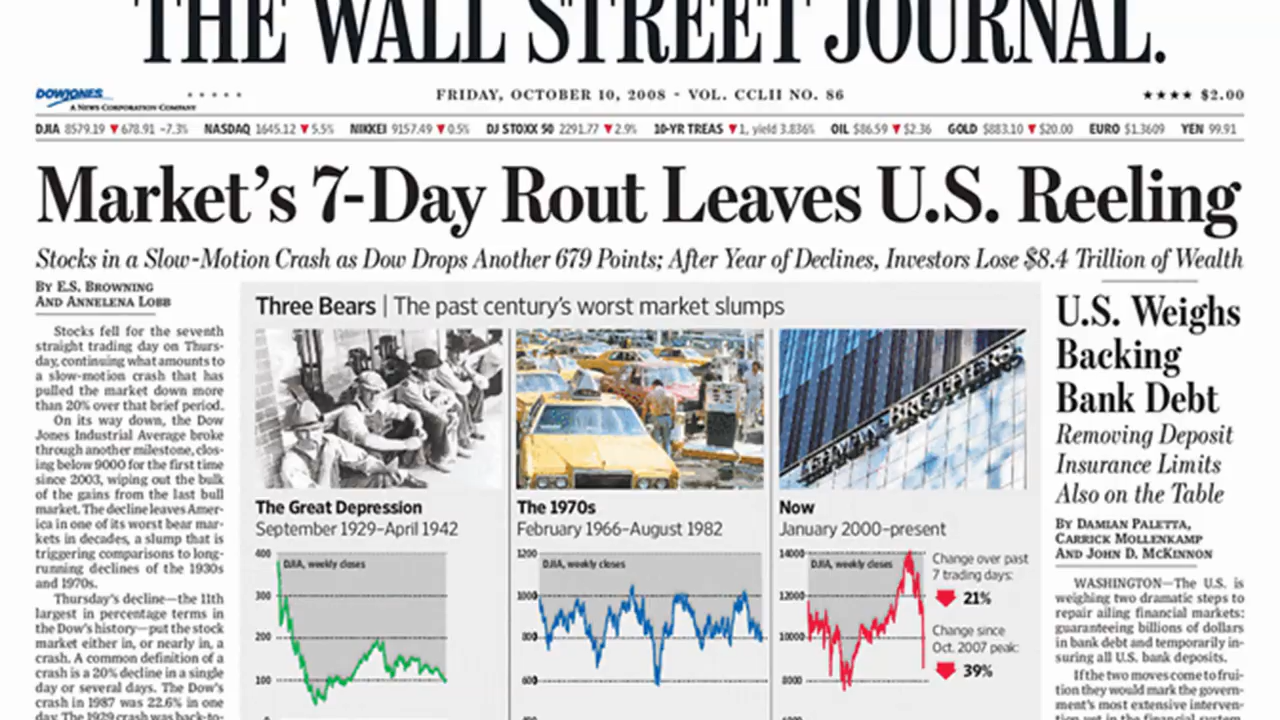 THE WALL STREET JOURNAL.
DOWJONES
A NEWS CORPORATION COMPANY
FRIDAY, OCTOBER 10, 2008 - VOL. CCLII NO. 86
★★★★ $2.00
DJIA 8579.19 ▼ 678.91 -7.3% NASDAQ 1645.12 ▼ 5.5% NIKKEI 9157.49 ▼ 0.5% DJ STOXX 50 2291.77 ▼ 2.9% 10-YR TREAS ▼ 1, yield 3.836% OIL $86.59 ▼ $2.36 GOLD $883.10 ▼ $20.00 EURO $1.3609 YEN 99.91
Market's 7-Day Rout Leaves U.S. Reeling
Stocks in a Slow-Motion Crash as Dow Drops Another 679 Points; After Year of Declines, Investors Lose $8.4 Trillion of Wealth
BY E.S. BROWNING
AND ANNELENA LOBB
Stocks fell for the seventh
straight trading day on Thurs-
day, continuing what amounts to
a slow-motion crash that has
pulled the market down more
than 20% over that brief period.
On its way down, the Dow
Jones Industrial Average broke
through another milestone, clos-
ing below 9000 for the first time
since 2003, wiping out the bulk
of the gains from the last bull
market. The decline leaves Amer-
ica in one of its worst bear mar-
kets in decades, a slump that is
triggering comparisons to long-
running declines of the 1930s
and 1970s.
Thursday's decline—the 11th
largest in percentage terms in
the Dow's history—put the stock
market either in, or nearly in, a
crash. A common definition of a
crash is a 20% decline in a single
day or several days. The Dow's
crash in 1987 was 22.6% in one
day. The 1929 crash was back-to-
Three Bears | The past century's worst market slumps
The Great Depression
September 1929–April 1942
400
DJIA, weekly closes
300
200
100
The 1970s
February 1966–August 1982
1200
DJIA, weekly closes
1000
800
600
Now
January 2000–present
14000
DJIA, weekly closes
12000
10000
8000
Change over past
7 trading days:
21%
Change since
Oct. 2007 peak:
39%
U.S. Weighs
Backing
Bank Debt
Removing Deposit
Insurance Limits
Also on the Table
BY DAMIAN PALETTA,
CARRICK MOLLENKAMP
AND JOHN D. MCKINNON
WASHINGTON—The U.S. is
weighing two dramatic steps to
repair ailing financial markets:
guaranteeing billions of dollars
in bank debt and temporarily in-
suring all U.S. bank deposits.
If the two moves come to frui-
tion they would mark the govern-
ment's most extensive interven-
tion yet in the financial system